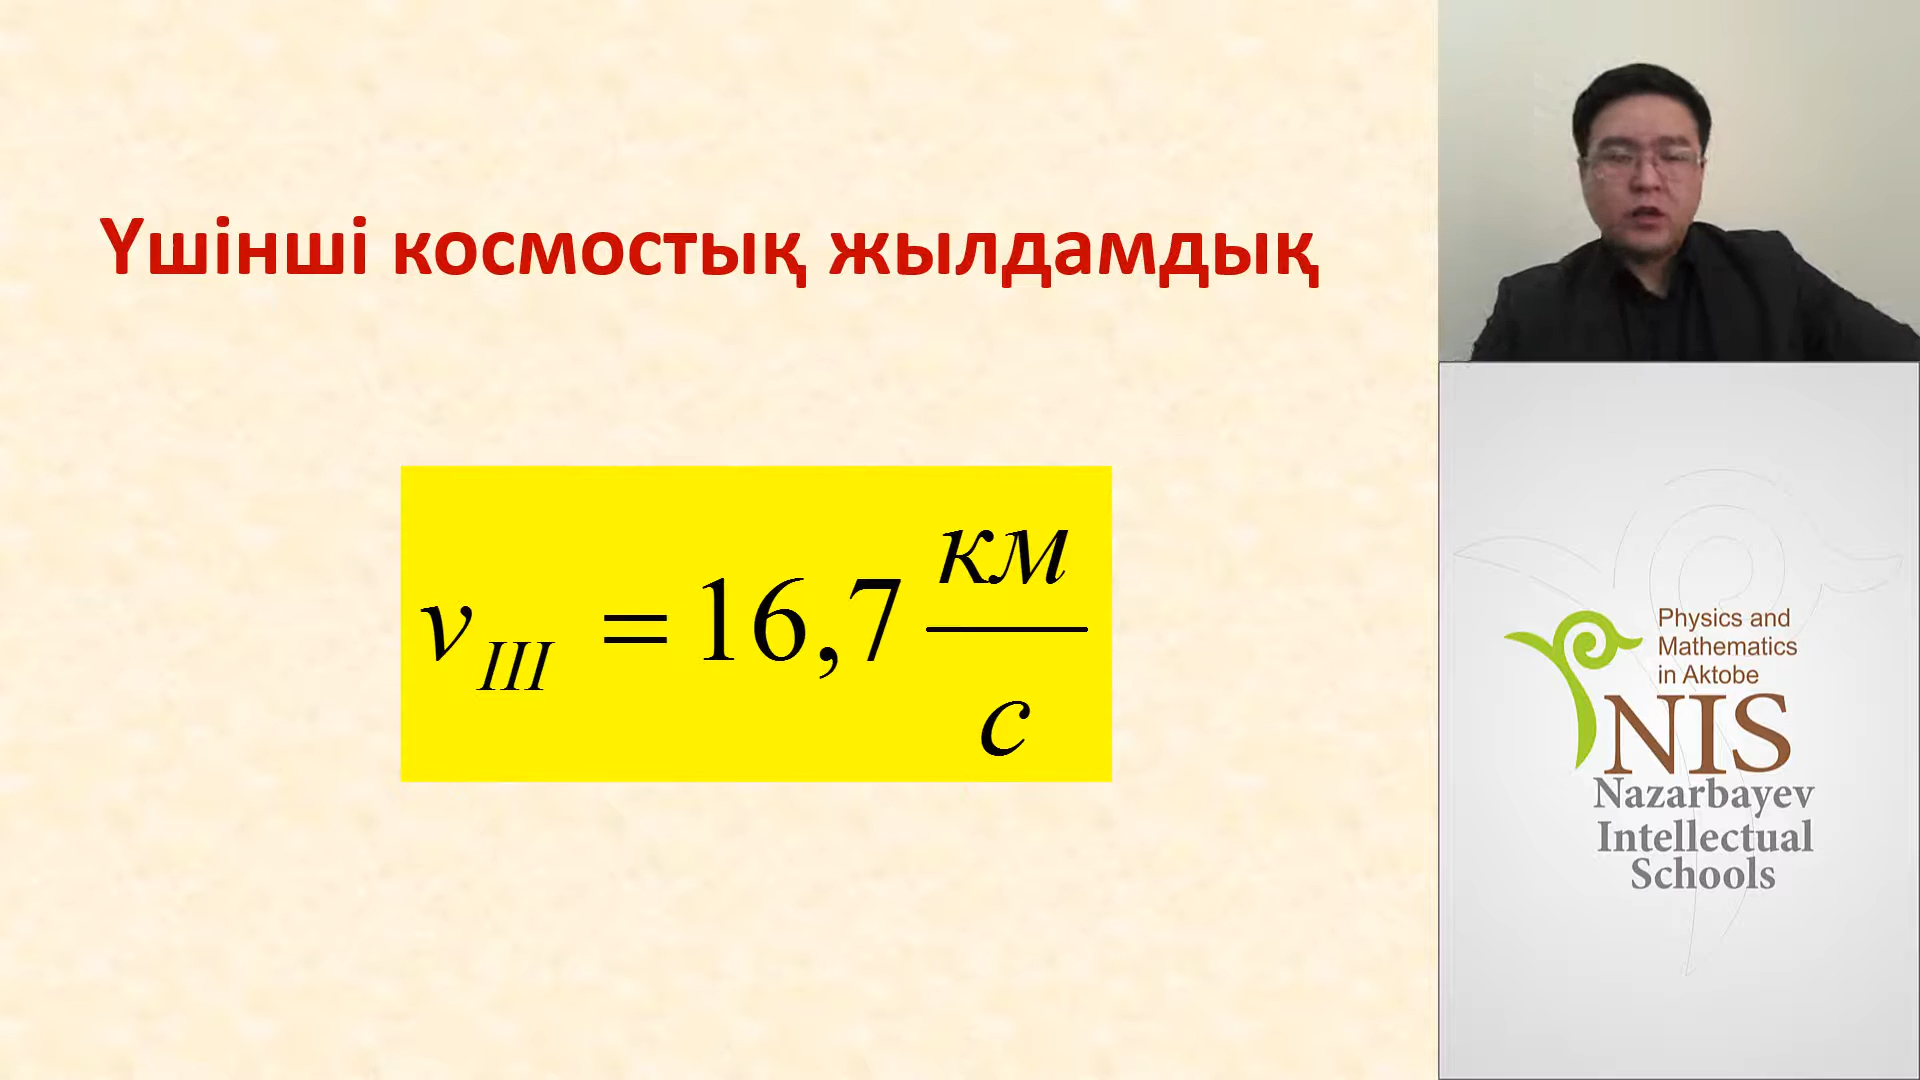 Үшінші космостық жылдамдық
v_III = 16,7 км/с
Physics and
Mathematics
in Aktobe
NIS
Nazarbayev
Intellectual
Schools